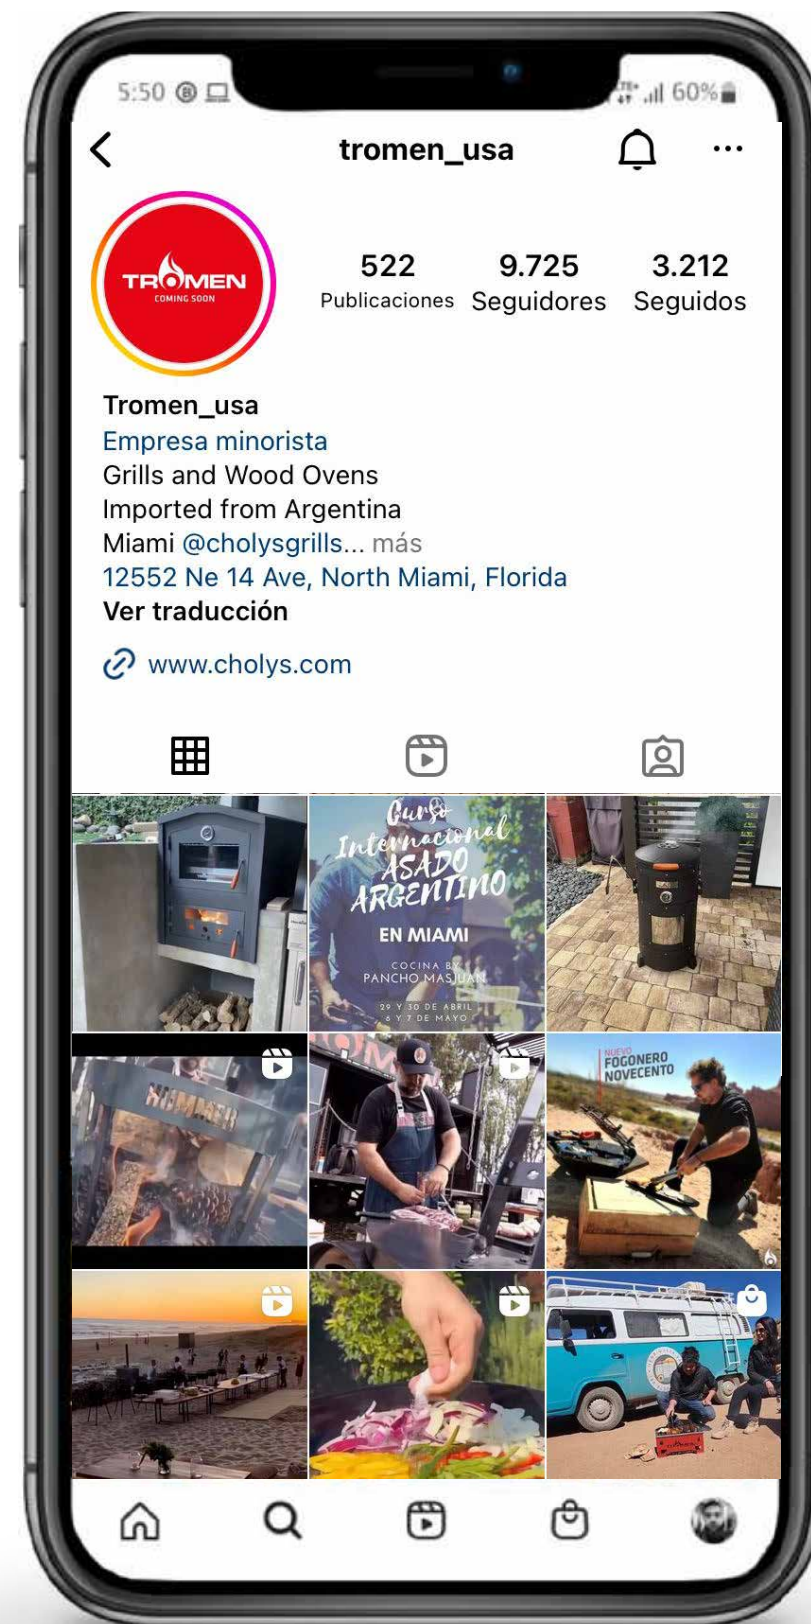 5:50
60%
tromen_usa
TROMEN
COMING SOON
522
Publicaciones
9.725
Seguidores
3.212
Seguidos
Tromen_usa
Empresa minorista
Grills and Wood Ovens
Imported from Argentina
Miami @cholysgrills... más
12552 Ne 14 Ave, North Miami, Florida
Ver traducción
www.cholys.com
Curso
Internacional
ASADO
ARGENTINO
EN MIAMI
COCINA BY
PANCHO MASJUAN
29 Y 30 DE ABRIL
6 Y 7 DE MAYO
NUEVO
FOGONERO
NOVECENTO
TROMEN